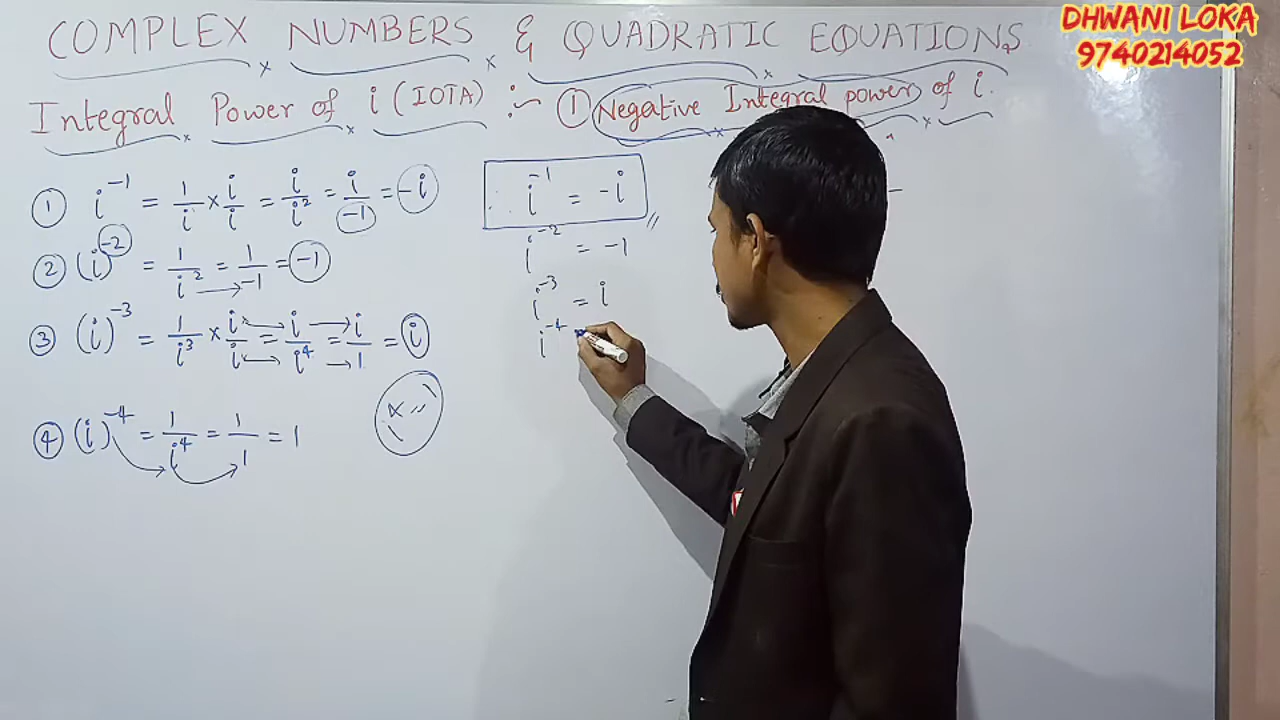 COMPLEX NUMBERS & QUADRATIC EQUATIONS
DHWANI LOKA
9740214052
Integral Power of i (IOTA) :- ① Negative Integral power of i.
① i⁻¹ = 1/i × i/i = i/i² = i/-1 = -i
② (i)⁻² = 1/i² = 1/-1 = -1
③ (i)⁻³ = 1/i³ × i/i = i/i⁴ = i/1 = i
④ (i)⁻⁴ = 1/i⁴ = 1/1 = 1
i⁻¹ = -i
i⁻² = -1
i⁻³ = i
i⁻⁴